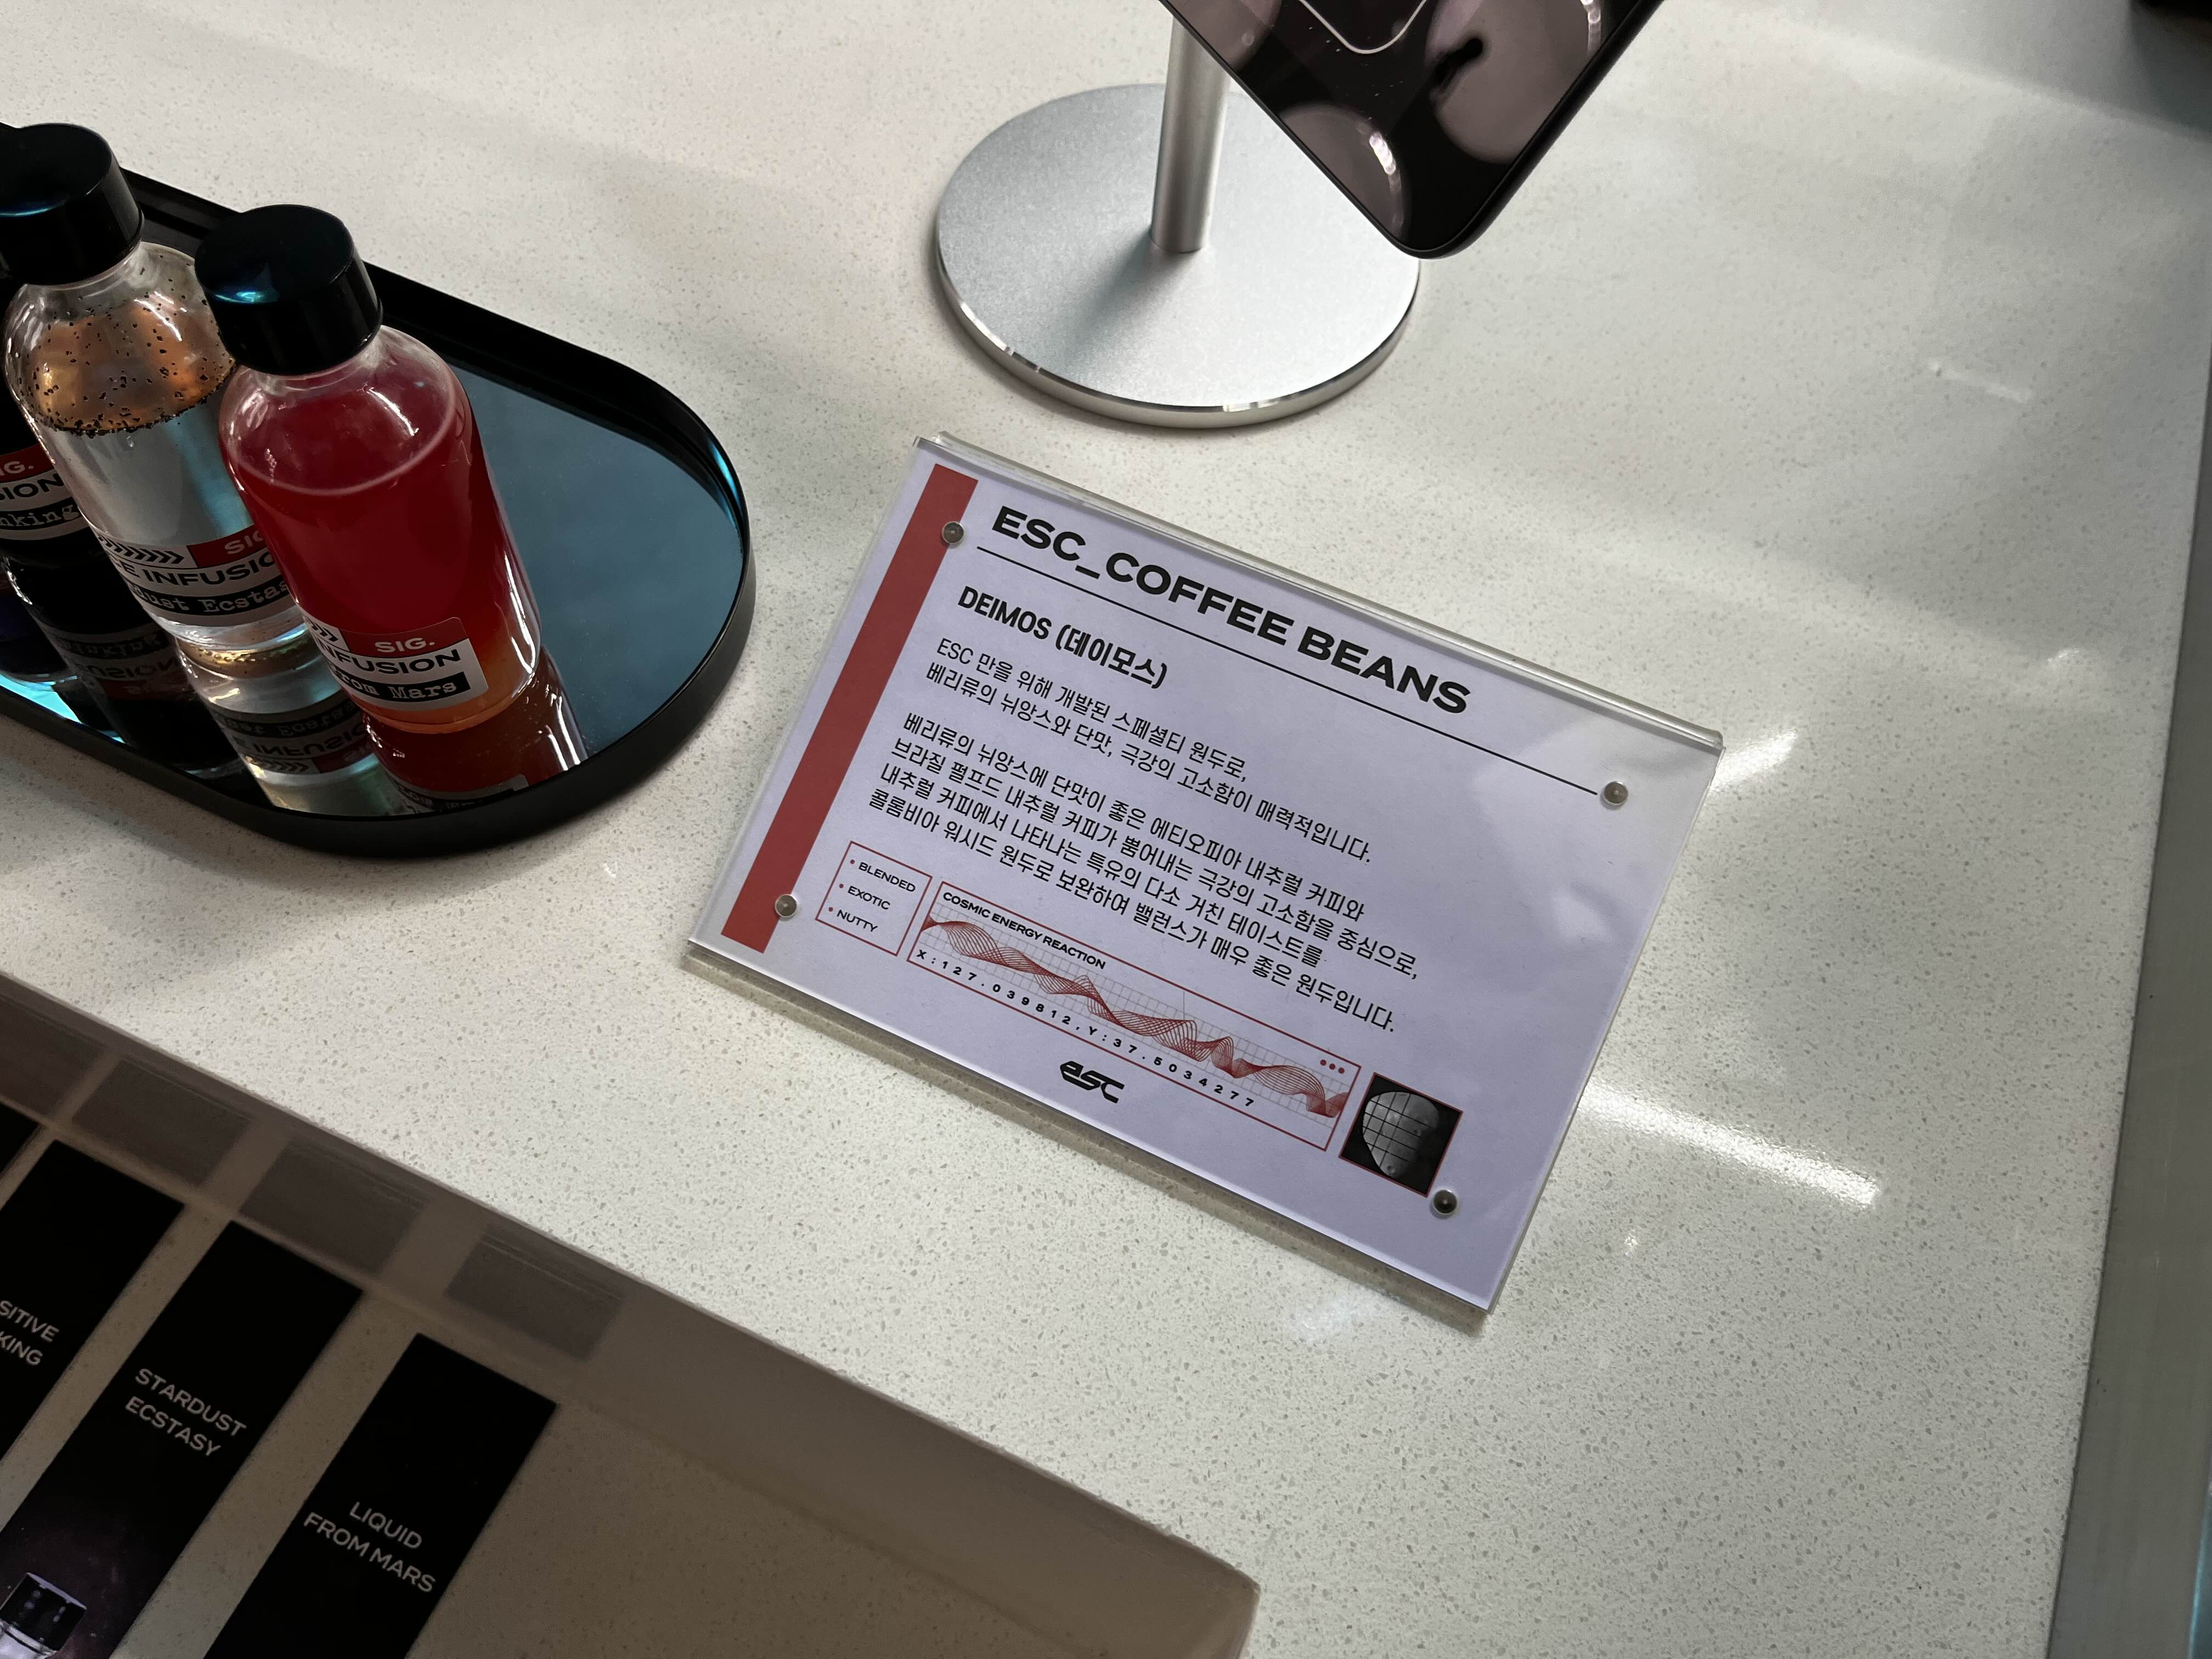 ESC_COFFEE BEANS
DEIMOS (데이모스)
ESC 만을 위해 개발된 스페셜티 원두로,
베리류의 뉘앙스와 단맛, 극강의 고소함이 매력적입니다.
베리류의 뉘앙스에 단맛이 좋은 에티오피아 내추럴 커피와
브라질 펄프드 내추럴 커피가 뿜어내는 극강의 고소함을 중심으로,
내추럴 커피에서 나타나는 특유의 다소 거친 테이스트를
콜롬비아 워시드 원두로 보완하여 밸런스가 매우 좋은 원두입니다.
• BLENDED
• EXOTIC
• NUTTY
COSMIC ENERGY REACTION
X:127.039812,Y:37.5034277
esc
SIG.
SIG.
INFUSION
Mars
STARDUST
ECSTASY
LIQUID
FROM MARS